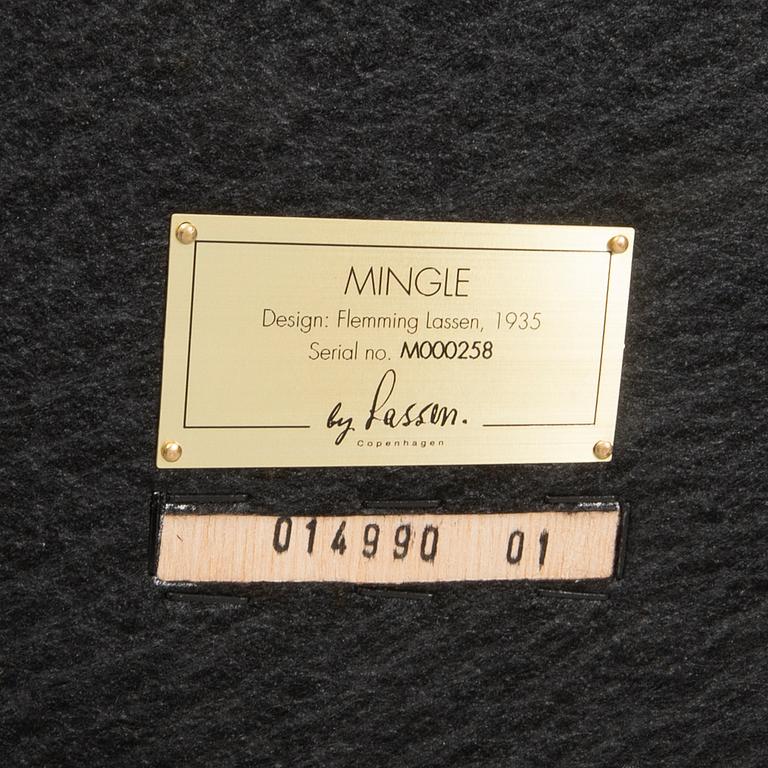 MINGLE
Design: Flemming Lassen, 1935
Serial no. M000258
by Lassen.
Copenhagen
014990 01